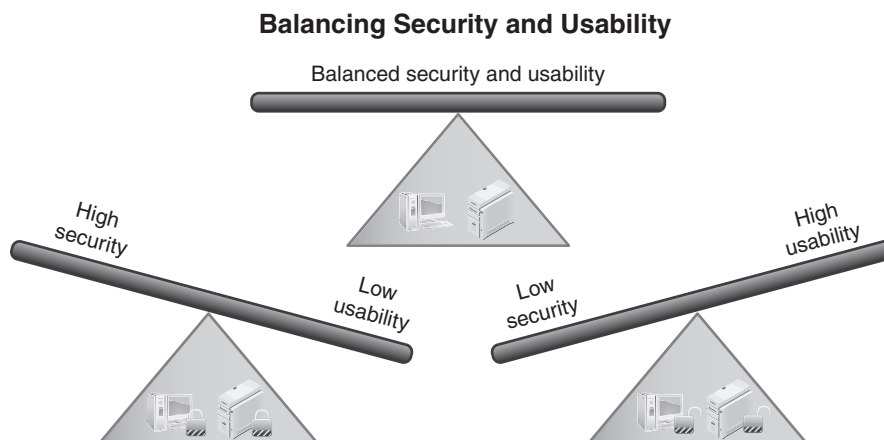 Balancing Security and Usability
Balanced security and usability
High
security
Low
usability
Low
security
High
usability